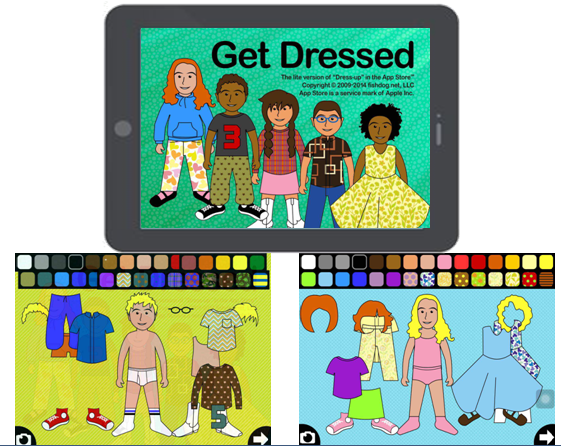 Get Dressed
The lite version of "Dress-up" in the App Store"
Copyright © 2009-2014 fishdog.net, LLC
App Store is a service mark of Apple Inc.
3
5